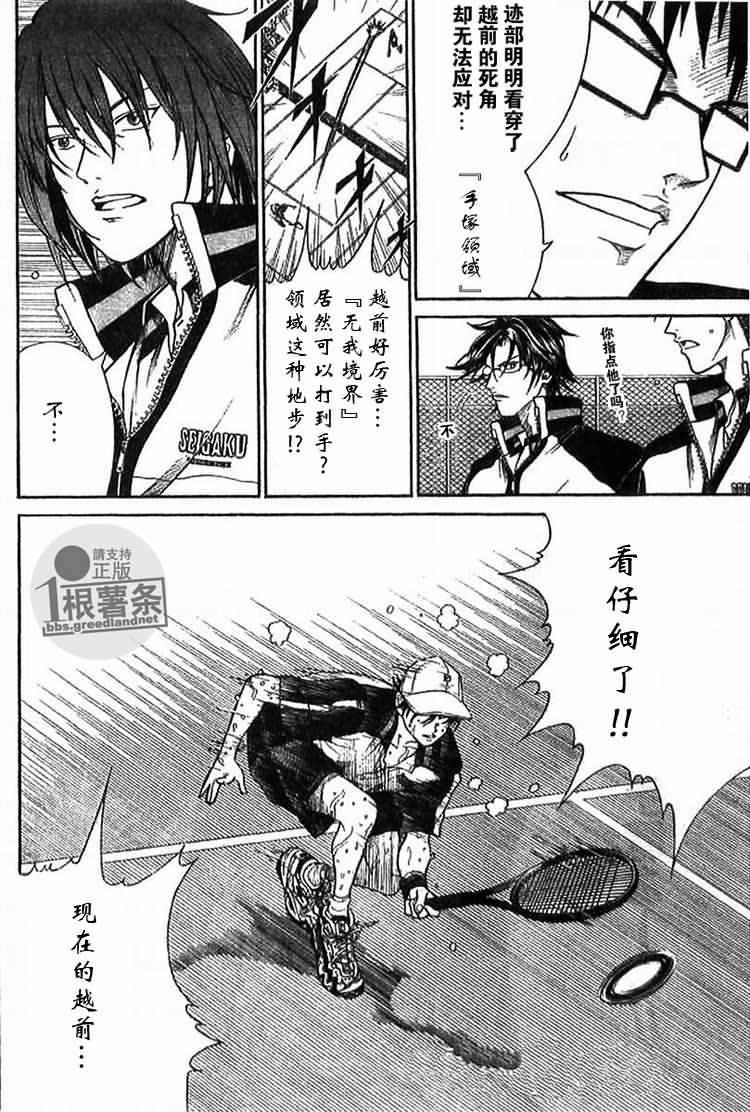 迹部明明看穿了
越前的死角
却无法应对…
『手塚领域』
越前好厉害…
『无我境界』
居然可以打到手?
领域这种地步!?
不…
SEIGAKU
你指点他了吗?
不
看仔细了!!
现在的越前…
請支持
正版
1根薯条
bbs.greedland.net